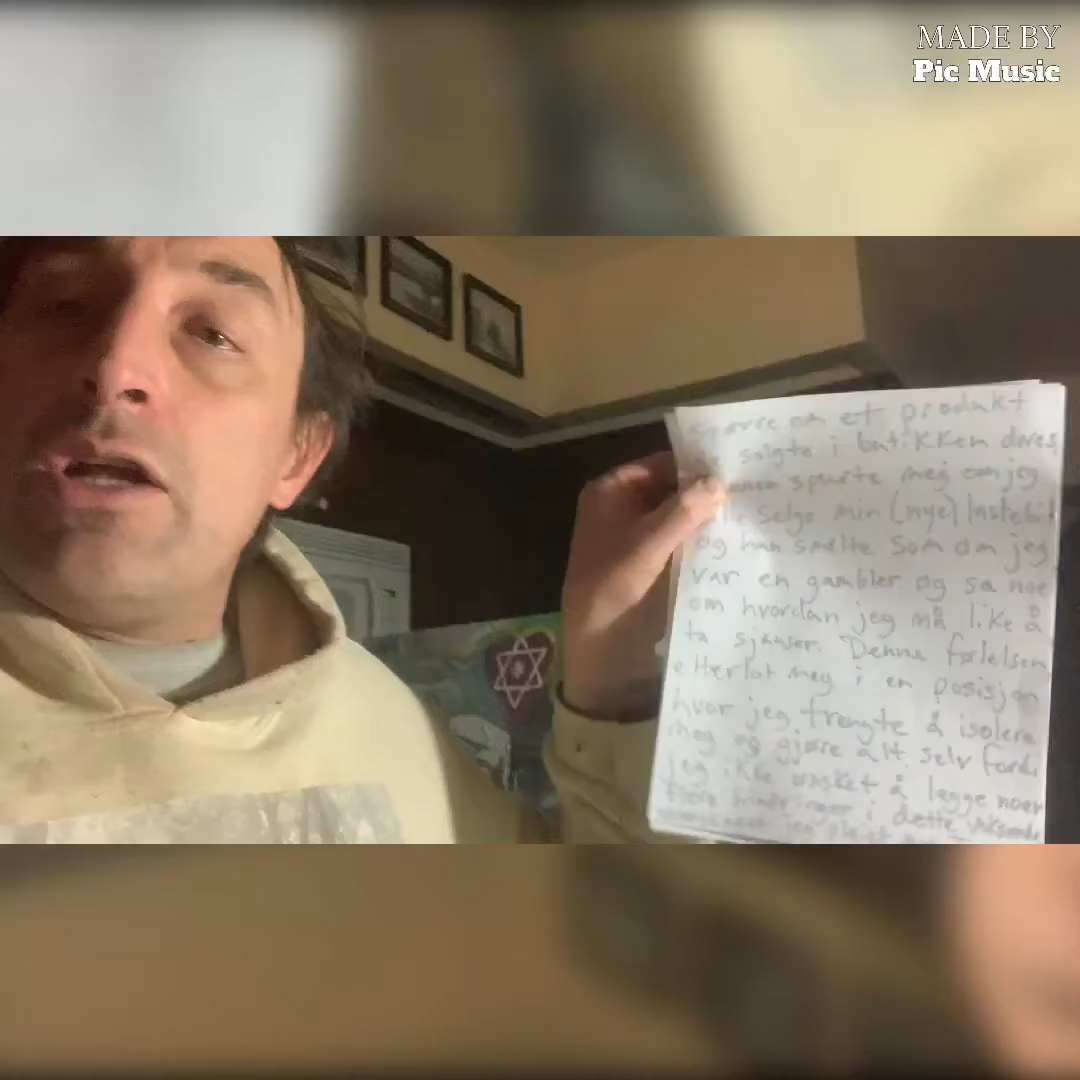 MADE BY
Pic Music
om et produkt
solgte i butikken deres
spurte meg om jeg
selge min (nye) lastebil
og han smilte som om jeg
var en gambler og sa noe
om hvordan jeg må like å
ta sjanser. Denne følelsen
etterlot meg i en posisjon
hvor jeg trengte å isolere
meg og gjøre alt selv fordi
jeg ikke ønsket å legge noen
flere hindringer i dette